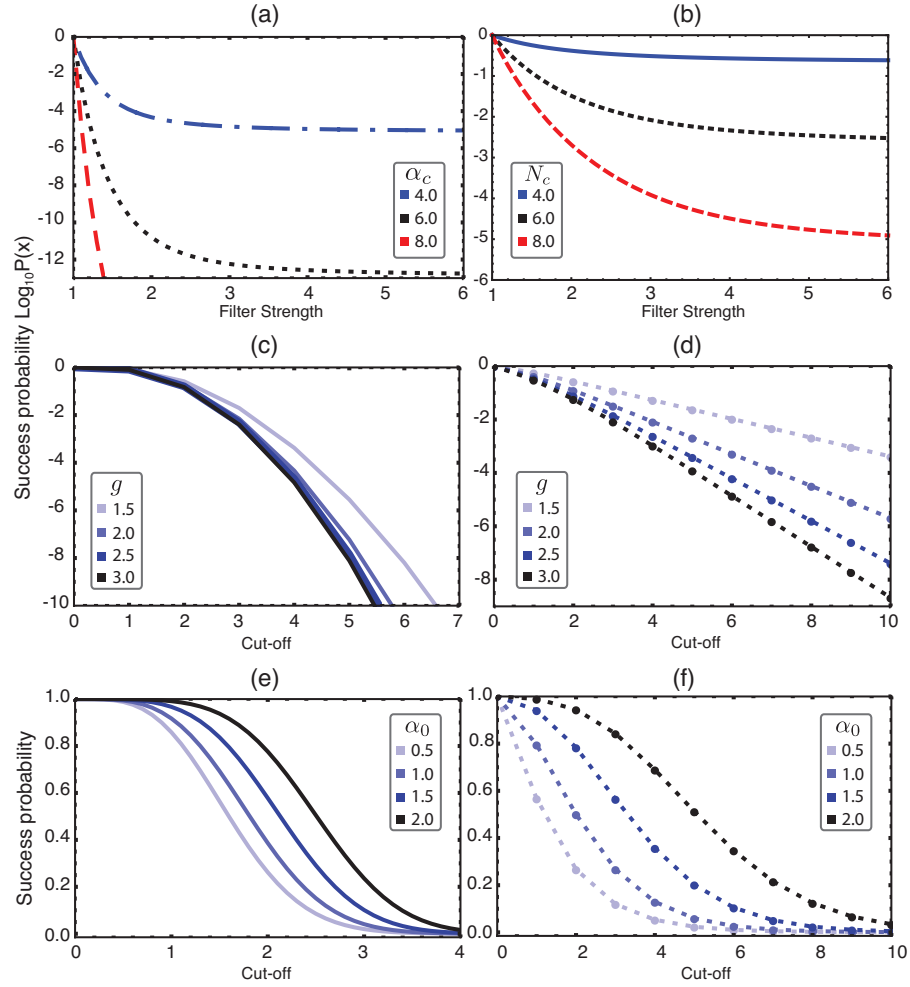 (a)
(b)
0
-2
-4
-6
-8
-10
-12
α_c
4.0
6.0
8.0
1 2 3 4 5 6
Filter Strength
0
-1
-2
-3
-4
-5
-6
N_c
4.0
6.0
8.0
1 2 3 4 5 6
Filter Strength
Success probability Log₁₀P(x)
(c)
(d)
0
-2
-4
-6
-8
-10
g
1.5
2.0
2.5
3.0
0 1 2 3 4 5 6 7
Cut-off
0
-2
-4
-6
-8
g
1.5
2.0
2.5
3.0
0 2 4 6 8 10
Cut-off
(e)
(f)
Success probability
1.0
0.8
0.6
0.4
0.2
0.0
α₀
0.5
1.0
1.5
2.0
0 1 2 3 4
Cut-off
1.0
0.8
0.6
0.4
0.2
0.0
α₀
0.5
1.0
1.5
2.0
0 2 4 6 8 10
Cut-off